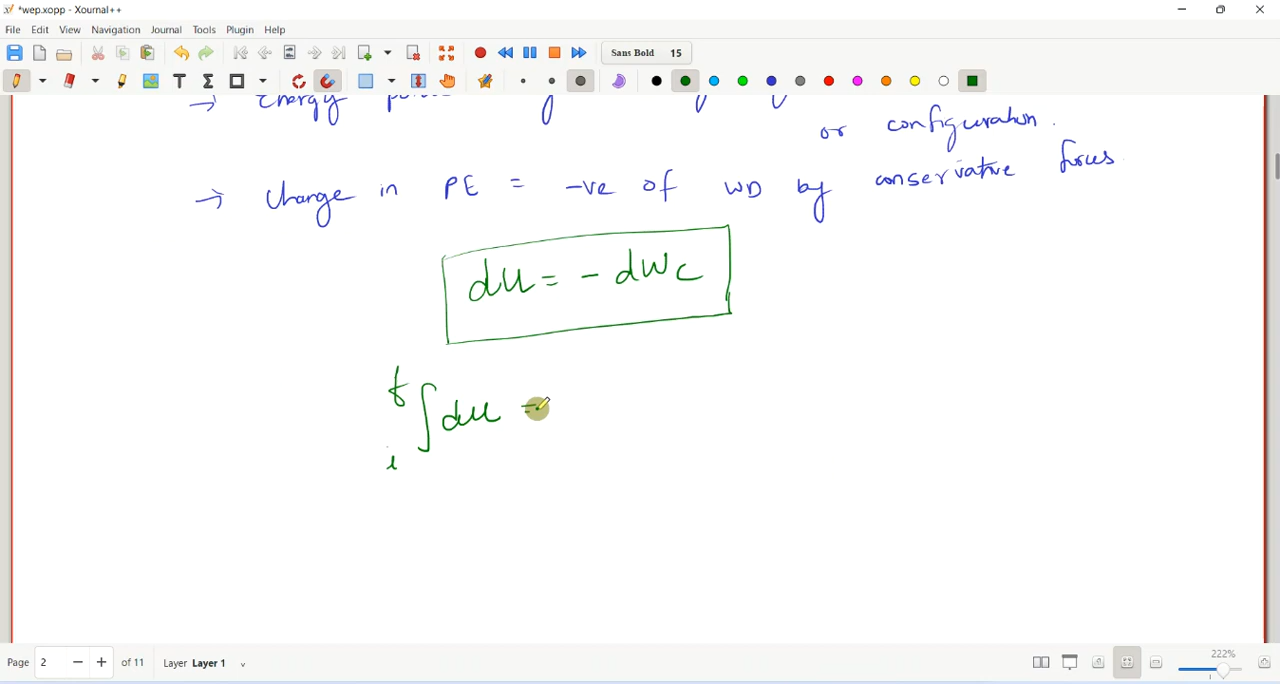 *wep.xopp - Xournal++
File Edit View Navigation Journal Tools Plugin Help
Sans Bold 15
→ Energy
or configuration.
→ Change in PE = -ve of WD by conservative forces
dU = - dWc
f
∫dU =
i
Page 2 of 11 Layer Layer 1 222%